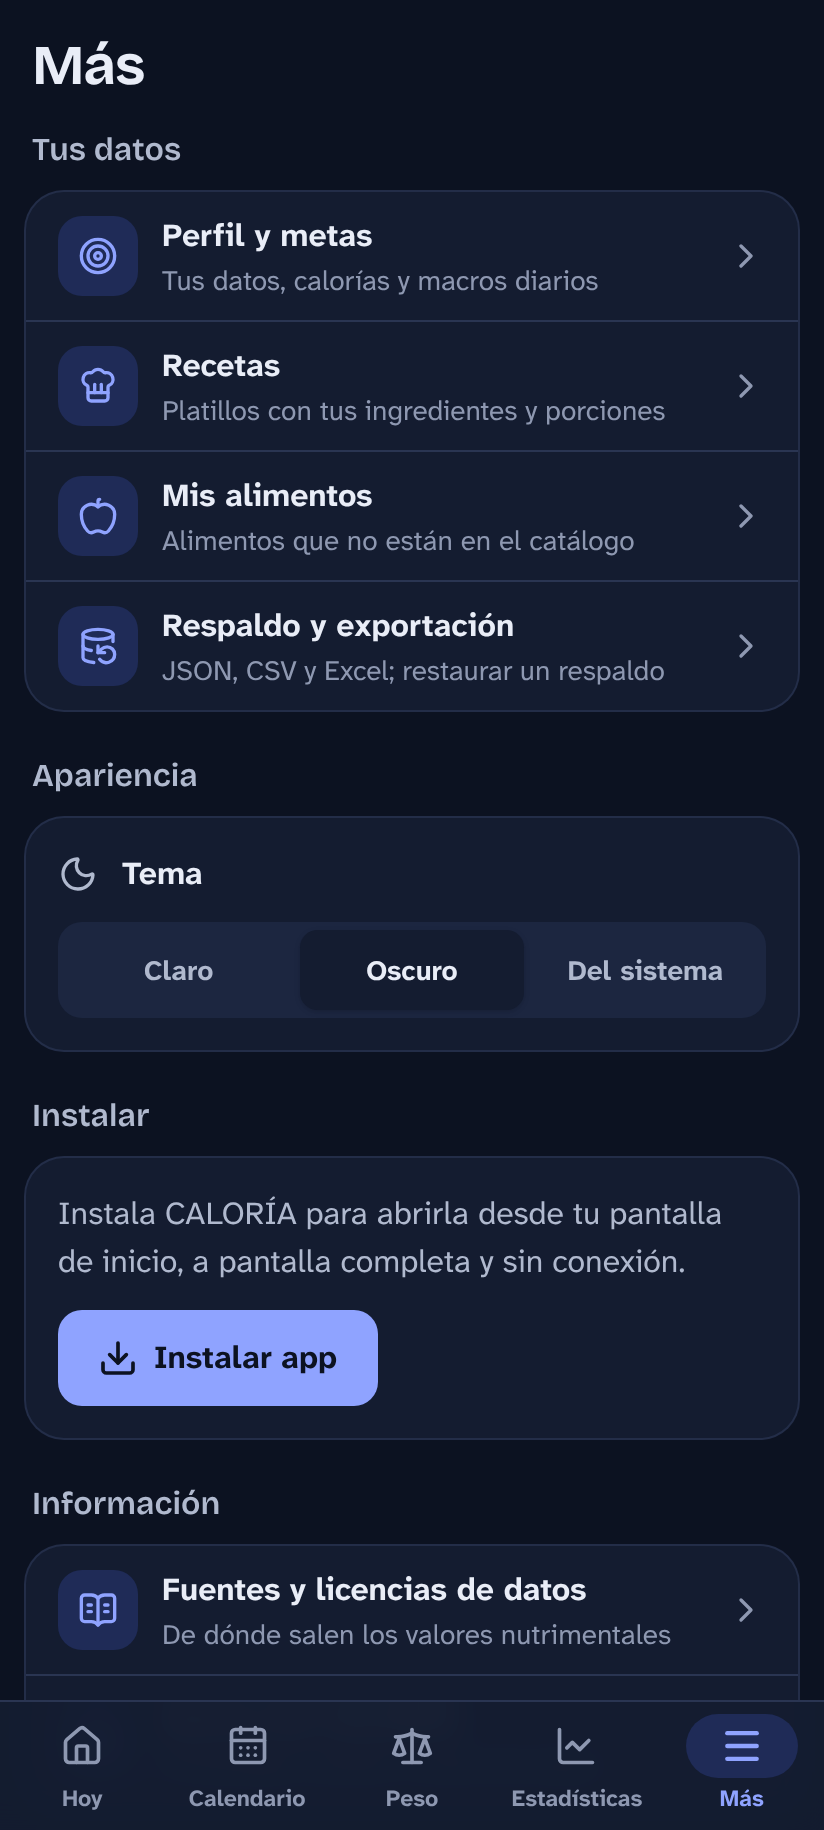 Más
Tus datos
Perfil y metas
Tus datos, calorías y macros diarios
Recetas
Platillos con tus ingredientes y porciones
Mis alimentos
Alimentos que no están en el catálogo
Respaldo y exportación
JSON, CSV y Excel; restaurar un respaldo
Apariencia
Tema
Claro
Oscuro
Del sistema
Instalar
Instala CALORÍA para abrirla desde tu pantalla
de inicio, a pantalla completa y sin conexión.
Instalar app
Información
Fuentes y licencias de datos
De dónde salen los valores nutrimentales
Hoy
Calendario
Peso
Estadísticas
Más